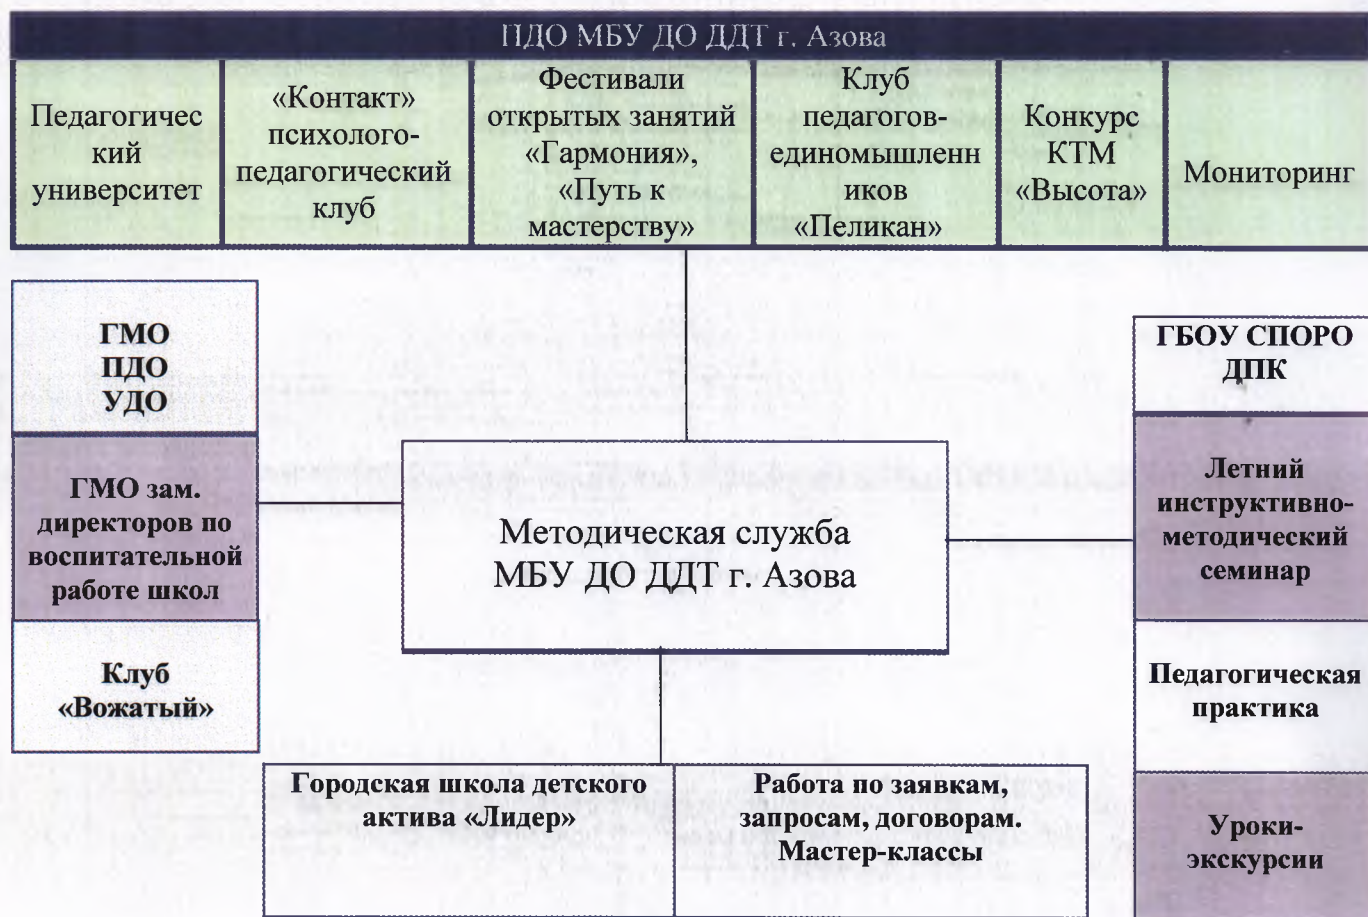 ПДО МБУ ДО ДДТ г. Азова
Педагогичес
кий
университет
«Контакт»
психолого-
педагогический
клуб
Фестивали
открытых занятий
«Гармония»,
«Путь к
мастерству»
Клуб
педагогов-
единомышленн
иков
«Пеликан»
Конкурс
КТМ
«Высота»
Мониторинг
ГМО
ПДО
УДО
ГМО зам.
директоров по
воспитательной
работе школ
Клуб
«Вожатый»
Методическая служба
МБУ ДО ДДТ г. Азова
ГБОУ СПОРО
ДПК
Летний
инструктивно-
методический
семинар
Педагогическая
практика
Уроки-
экскурсии
Городская школа детского
актива «Лидер»
Работа по заявкам,
запросам, договорам.
Мастер-классы